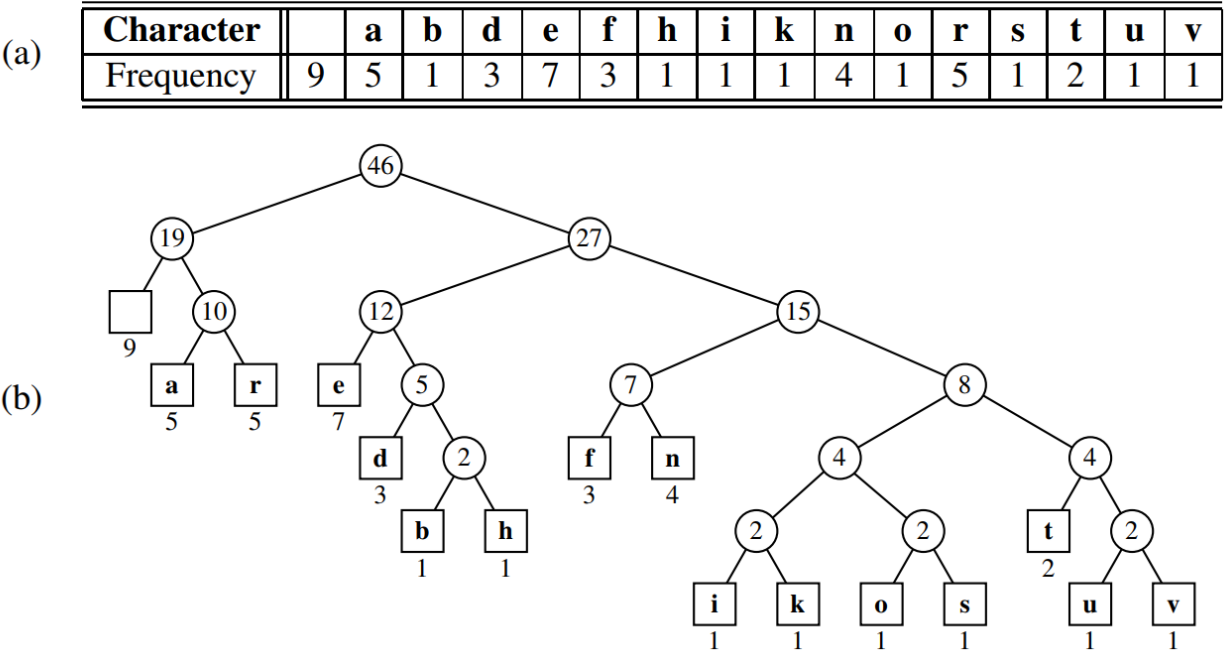 (a)
Character a b d e f h i k n o r s t u v
Frequency 9 5 1 3 7 3 1 1 1 4 1 5 1 2 1 1
(b)
46
19 27
10 12 15
9
a r e 5 7 8
5 5 7
d 2 f n 4 4
3 3 4
b h 2 2 t 2
1 1 2
i k o s u v
1 1 1 1 1 1